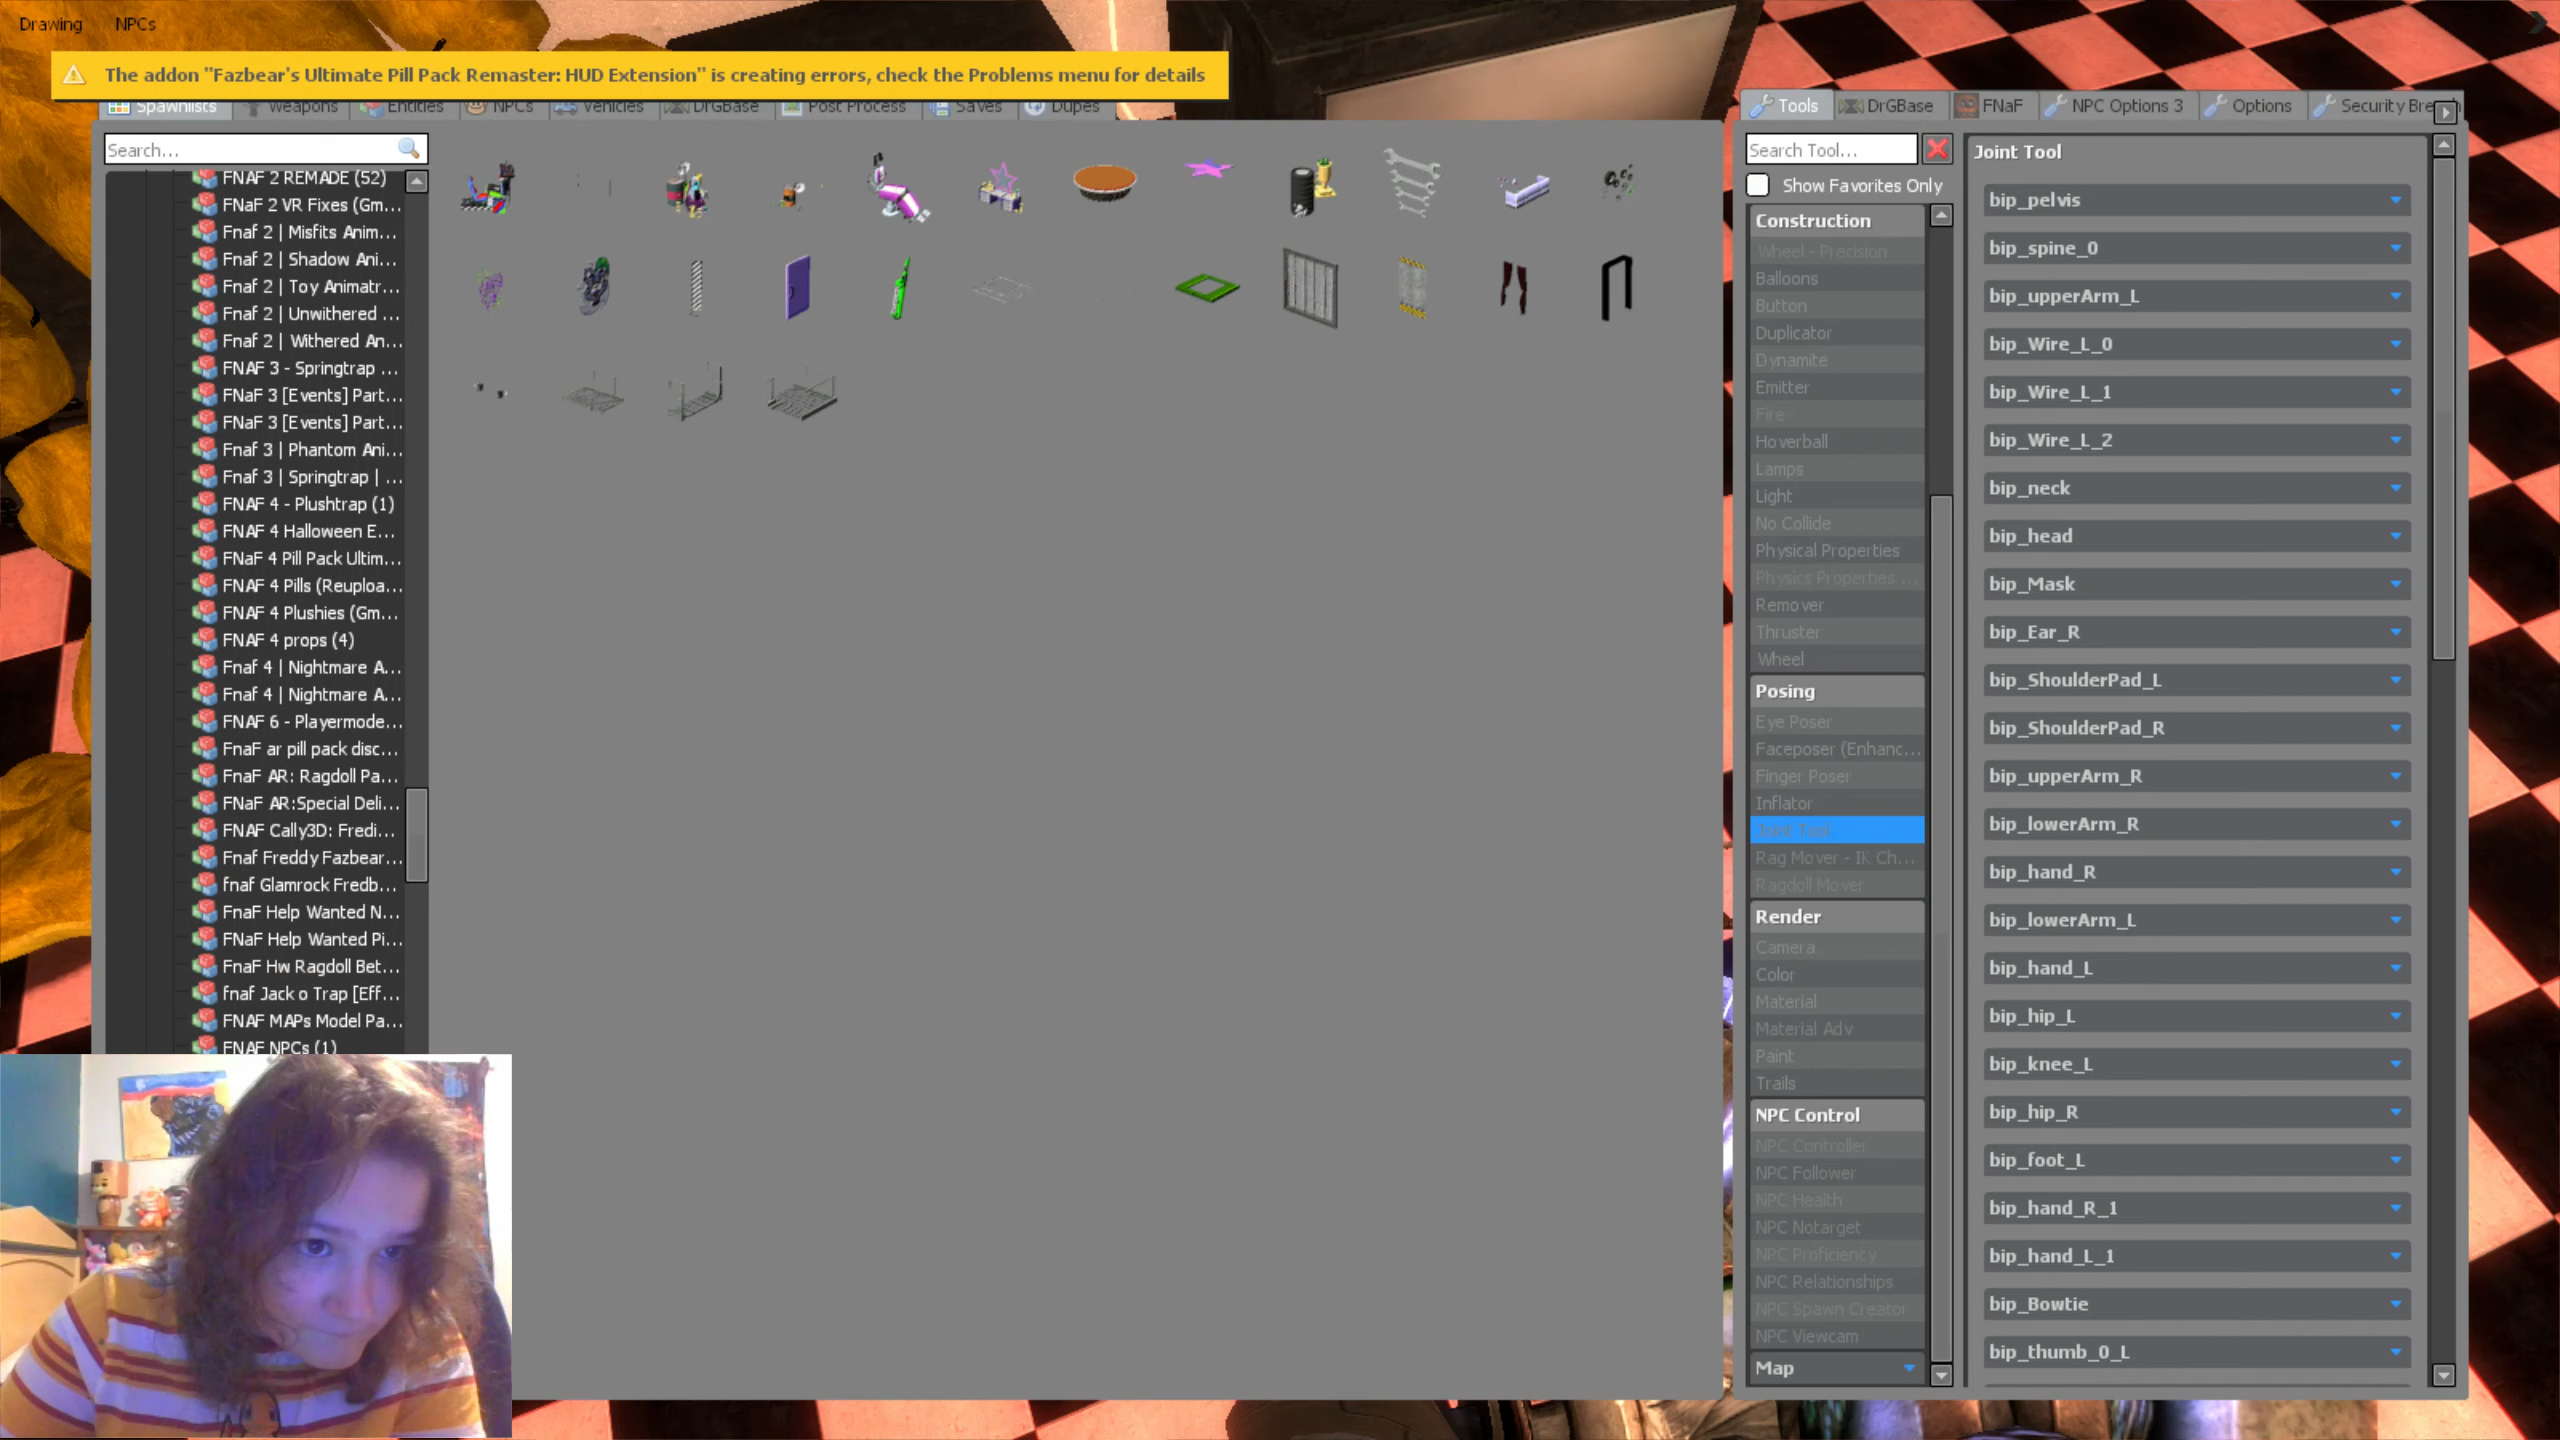 Drawing NPCs
The addon "Fazbear's Ultimate Pill Pack Remaster: HUD Extension" is creating errors, check the Problems menu for details
Spawnlists Weapons Entities NPCs Vehicles DrGBase Post Process Saves Dupes
Search...
FNAF 2 REMADE (52)
FNaF 2 VR Fixes (Gm...
Fnaf 2 | Misfits Anim...
Fnaf 2 | Shadow Ani...
Fnaf 2 | Toy Animatr...
Fnaf 2 | Unwithered ...
Fnaf 2 | Withered An...
FNAF 3 - Springtrap ...
FNaF 3 [Events] Part...
FNaF 3 [Events] Part...
Fnaf 3 | Phantom Ani...
Fnaf 3 | Springtrap | ...
FNAF 4 - Plushtrap (1)
FNAF 4 Halloween E...
FNaF 4 Pill Pack Ultim...
FNAF 4 Pills (Reuploa...
FNAF 4 Plushies (Gm...
FNAF 4 props (4)
Fnaf 4 | Nightmare A...
Fnaf 4 | Nightmare A...
FNAF 6 - Playermode...
FnaF ar pill pack disc...
FNaF AR: Ragdoll Pa...
FNaF AR:Special Deli...
FNAF Cally3D: Fredi...
Fnaf Freddy Fazbear...
fnaf Glamrock Fredb...
FnaF Help Wanted N...
FNaF Help Wanted Pi...
FnaF Hw Ragdoll Bet...
fnaf Jack o Trap [Eff...
FNAF MAPs Model Pa...
FNAF NPCs (1)
Tools DrGBase FNaF NPC Options 3 Options Security Bre
Search Tool...
Show Favorites Only
Construction
Wheel - Precision
Balloons
Button
Duplicator
Dynamite
Emitter
Fire
Hoverball
Lamps
Light
No Collide
Physical Properties
Physics Properties ...
Remover
Thruster
Wheel
Posing
Eye Poser
Faceposer (Enhanc...
Finger Poser
Inflator
Joint Tool
Rag Mover - IK Ch...
Ragdoll Mover
Render
Camera
Color
Material
Material Adv
Paint
Trails
NPC Control
NPC Controller
NPC Follower
NPC Health
NPC Notarget
NPC Proficiency
NPC Relationships
NPC Spawn Creator
NPC Viewcam
Map
Joint Tool
bip_pelvis
bip_spine_0
bip_upperArm_L
bip_Wire_L_0
bip_Wire_L_1
bip_Wire_L_2
bip_neck
bip_head
bip_Mask
bip_Ear_R
bip_ShoulderPad_L
bip_ShoulderPad_R
bip_upperArm_R
bip_lowerArm_R
bip_hand_R
bip_lowerArm_L
bip_hand_L
bip_hip_L
bip_knee_L
bip_hip_R
bip_foot_L
bip_hand_R_1
bip_hand_L_1
bip_Bowtie
bip_thumb_0_L